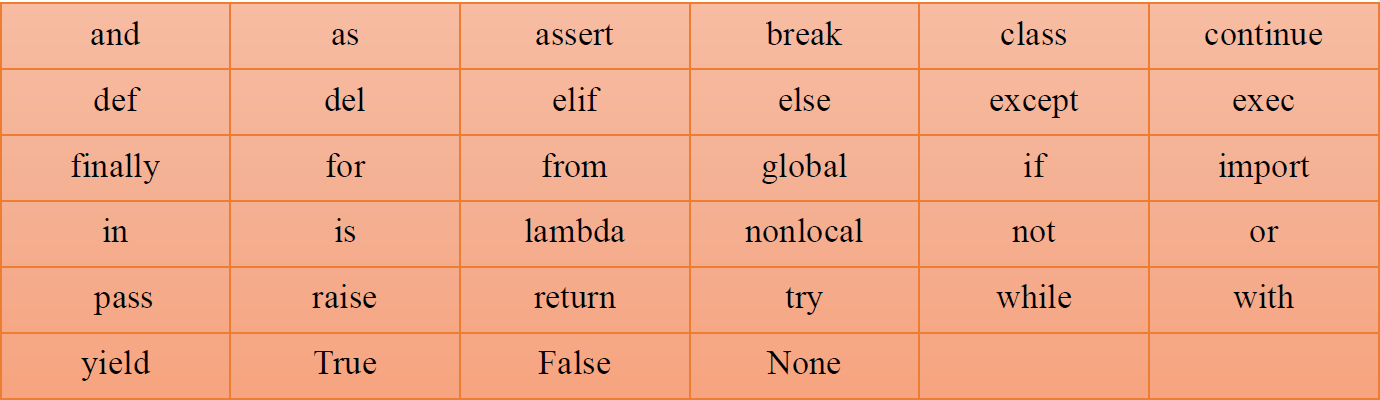 and as assert break class continue
def del elif else except exec
finally for from global if import
in is lambda nonlocal not or
pass raise return try while with
yield True False None